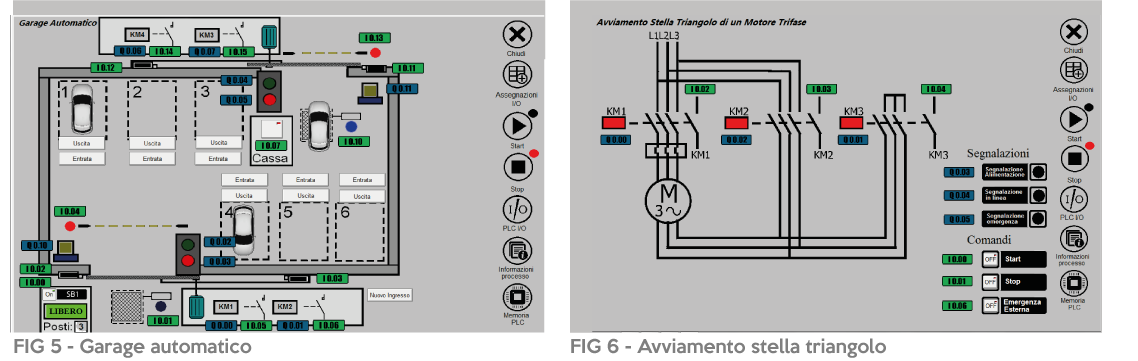 Garage Automatico
KM4
KM3
Q 0.06
I 0.14
Q 0.07
I 0.15
I 0.13
I 0.12
I 0.11
Q 0.04
Q 0.05
Q 0.11
1
2
3
I 0.07
Cassa
I 0.10
Uscita
Uscita
Uscita
Entrata
Entrata
Entrata
Entrata
Entrata
Entrata
Uscita
Uscita
Uscita
4
5
6
I 0.04
Q 0.10
Q 0.02
Q 0.03
I 0.02
I 0.00
I 0.03
On
SB1
LIBERO
Posti: 3
I 0.01
KM1
KM2
Q 0.00
I 0.05
Q 0.01
I 0.06
Nuovo Ingresso
Chiudi
Assegnazioni
I/O
Start
Stop
I/O
PLC I/O
Informazioni
processo
Memoria
PLC
FIG 5 - Garage automatico
Avviamento Stella Triangolo di un Motore Trifase
L1L2L3
I 0.02
I 0.03
I 0.04
KM1
KM2
KM3
Q 0.00
Q 0.02
Q 0.01
KM1
KM2
KM3
M
3~
Segnalazioni
Q 0.03
Segnalazione
Alimentazione
Q 0.04
Segnalazione
in linea
Q 0.05
Segnalazione
emergenza
Comandi
I 0.00
OFF
Start
I 0.01
OFF
Stop
I 0.06
OFF
Emergenza
Esterna
Chiudi
Assegnazioni
I/O
Start
Stop
I/O
PLC I/O
Informazioni
processo
Memoria
PLC
FIG 6 - Avviamento stella triangolo